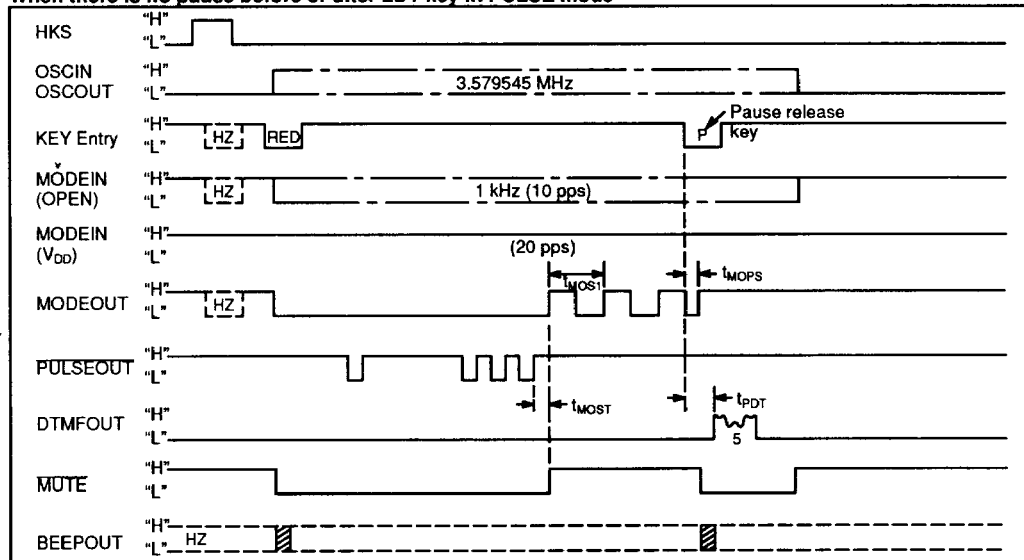 When there is no pause before or after LDT key in PULSE mode
HKS "H"
"L"
OSCIN "H"
OSCOUT "L"
3.579545 MHz
KEY Entry "H"
"L"
HZ
RED
P
Pause release
key
MODEIN "H"
(OPEN) "L"
HZ
1 kHz (10 pps)
MODEIN "H"
(VDD) "L"
(20 pps)
MODEOUT "H"
"L"
HZ
tMOS1
tMOPS
PULSEOUT "H"
"L"
tMOST
DTMFOUT "H"
"L"
tPDT
5
MUTE "H"
"L"
BEEPOUT "H"
"L"
HZ